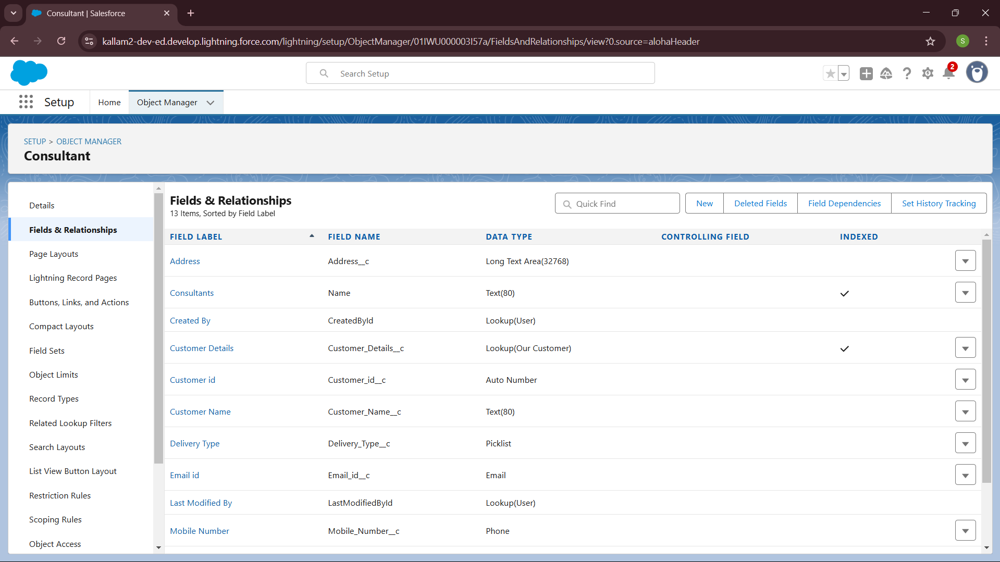 Consultant | Salesforce
kallam2-dev-ed.develop.lightning.force.com/lightning/setup/ObjectManager/01IWU000003I57a/FieldsAndRelationships/view?0.source=alohaHeader
S
Search Setup
2
Setup
Home
Object Manager
SETUP > OBJECT MANAGER
Consultant
Details
Fields & Relationships
Page Layouts
Lightning Record Pages
Buttons, Links, and Actions
Compact Layouts
Field Sets
Object Limits
Record Types
Related Lookup Filters
Search Layouts
List View Button Layout
Restriction Rules
Scoping Rules
Object Access
Fields & Relationships
13 Items, Sorted by Field Label
Quick Find
New
Deleted Fields
Field Dependencies
Set History Tracking
FIELD LABEL FIELD NAME DATA TYPE CONTROLLING FIELD INDEXED
Address Address__c Long Text Area(32768)
Consultants Name Text(80)
Created By CreatedById Lookup(User)
Customer Details Customer_Details__c Lookup(Our Customer)
Customer id Customer_id__c Auto Number
Customer Name Customer_Name__c Text(80)
Delivery Type Delivery_Type__c Picklist
Email id Email_id__c Email
Last Modified By LastModifiedById Lookup(User)
Mobile Number Mobile_Number__c Phone